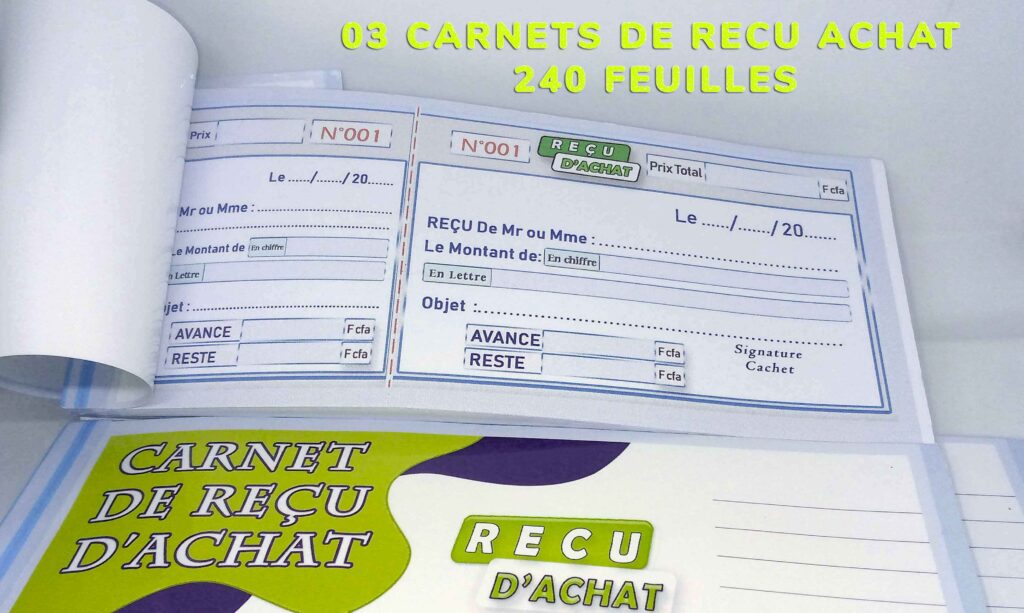 03 CARNETS DE RECU ACHAT
240 FEUILLES
Prix
N°001
Le ....../....../ 20......
Mr ou Mme :
Le Montant de En chiffre
En Lettre
Objet :
AVANCE Fcfa
RESTE Fcfa
N°001
REÇU
D'ACHAT
Prix Total
F cfa
Le ...../....../ 20.......
REÇU De Mr ou Mme :
Le Montant de: En chiffre
En Lettre
Objet :
AVANCE Fcfa
RESTE Fcfa
Signature
Cachet
CARNET
DE REÇU
D'ACHAT
RECU
D'ACHAT